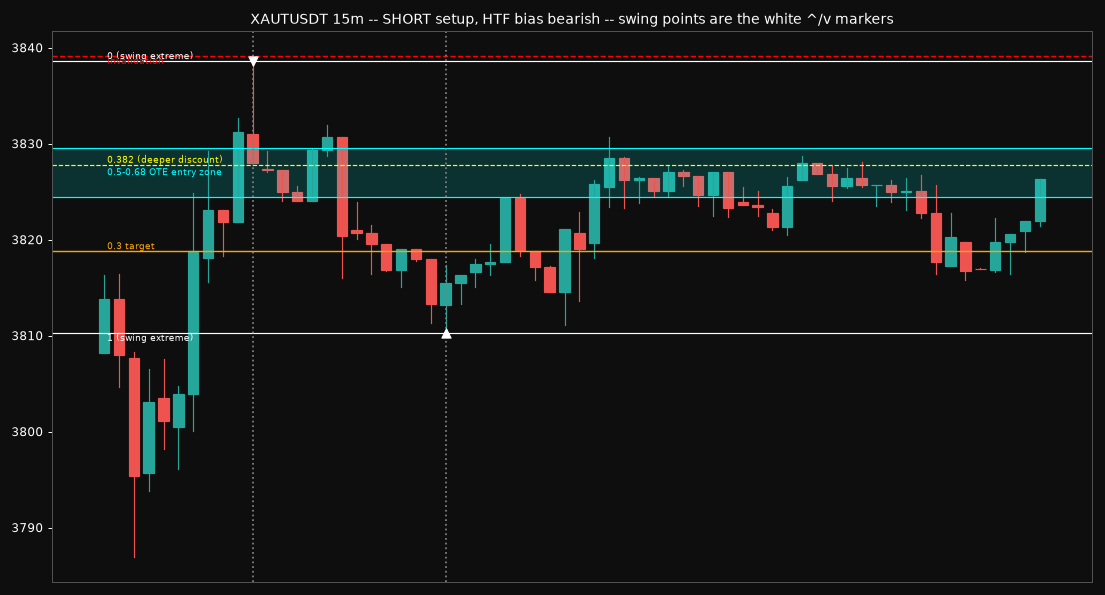 XAUTUSDT 15m -- SHORT setup, HTF bias bearish -- swing points are the white ^/v markers
3840
0 (swing extreme)
3830
0.382 (deeper discount)
0.5-0.68 OTE entry zone
3820
0.3 target
3810
1 (swing extreme)
3800
3790